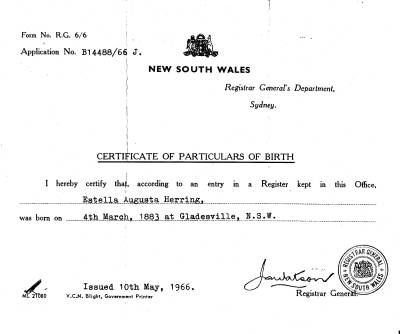 Form No. R.G. 6/6
Application No. B14488/66 J.
NEW SOUTH WALES
Registrar General's Department,
Sydney.
CERTIFICATE OF PARTICULARS OF BIRTH
I hereby certify that, according to an entry in a Register kept in this Office,
Estella Augusta Herring,
was born on 4th March, 1883 at Gladesville, N.S.W.
Issued 10th May, 1966.
JaWatson
Registrar General.
REGISTRAR GENERAL
NEW SOUTH WALES
ML 27080 V.C.N. Blight, Government Printer